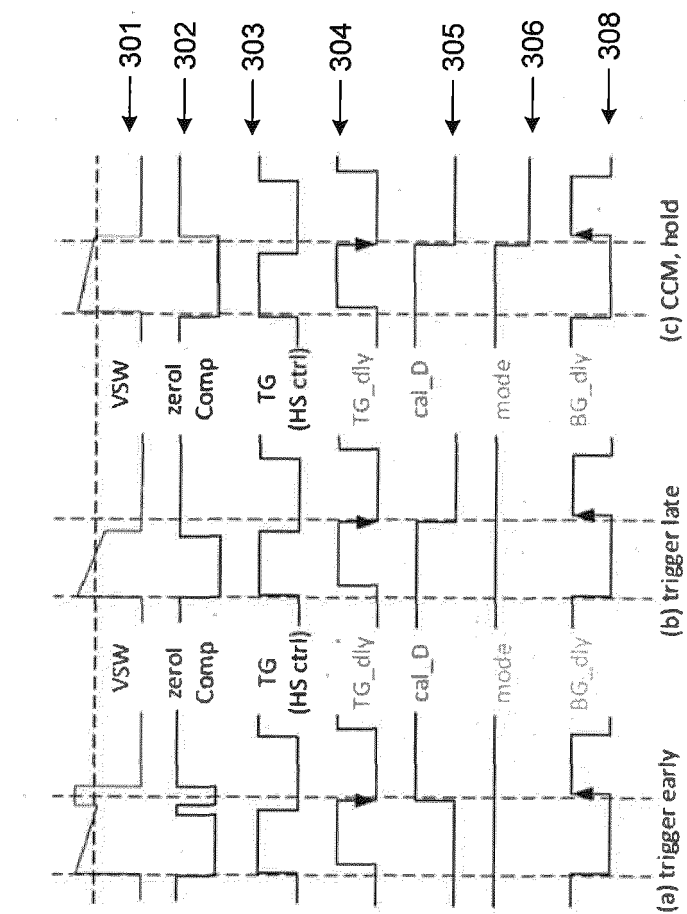 VSW
zeroI
Comp
TG
(HS ctrl)
TG_dly
cal_D
mode
BG_dly
(a) trigger early
VSW
zeroI
Comp
TG
(HS ctrl)
TG_dly
cal_D
mode
BG_dly
(b) trigger late
(c) CCM, hold
301
302
303
304
305
306
308